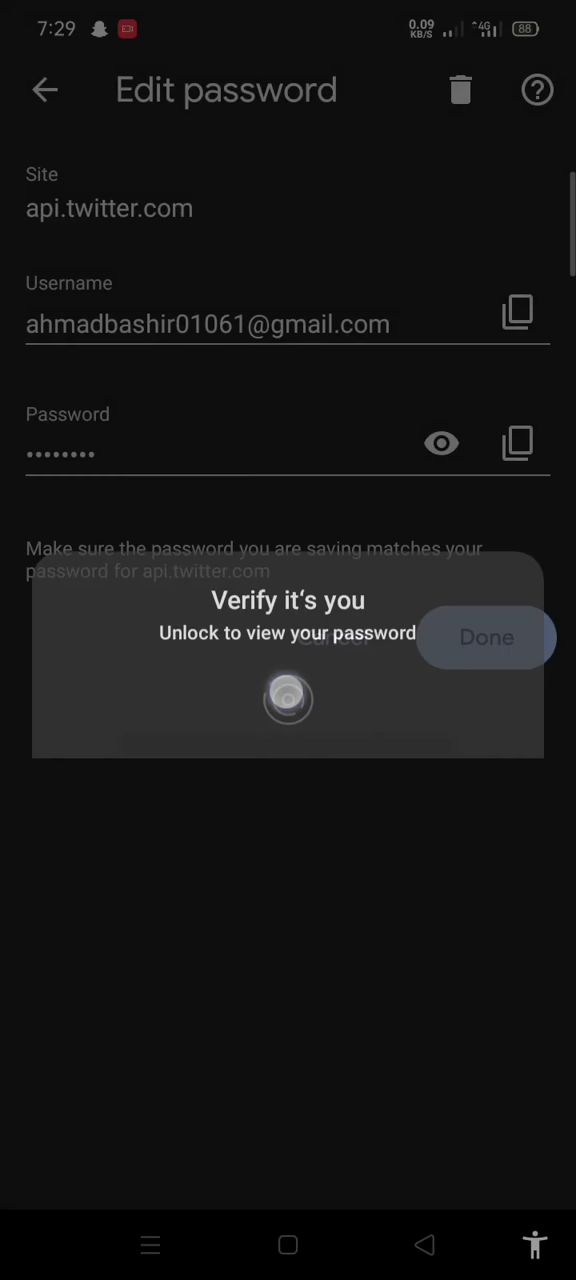 7:29
0.09
KB/S
4G
88
Edit password
Site
api.twitter.com
Username
ahmadbashir01061@gmail.com
Password
••••••••
Make sure the password you are saving matches your
password for api.twitter.com
Verify it‘s you
Unlock to view your password
Cancel
Done